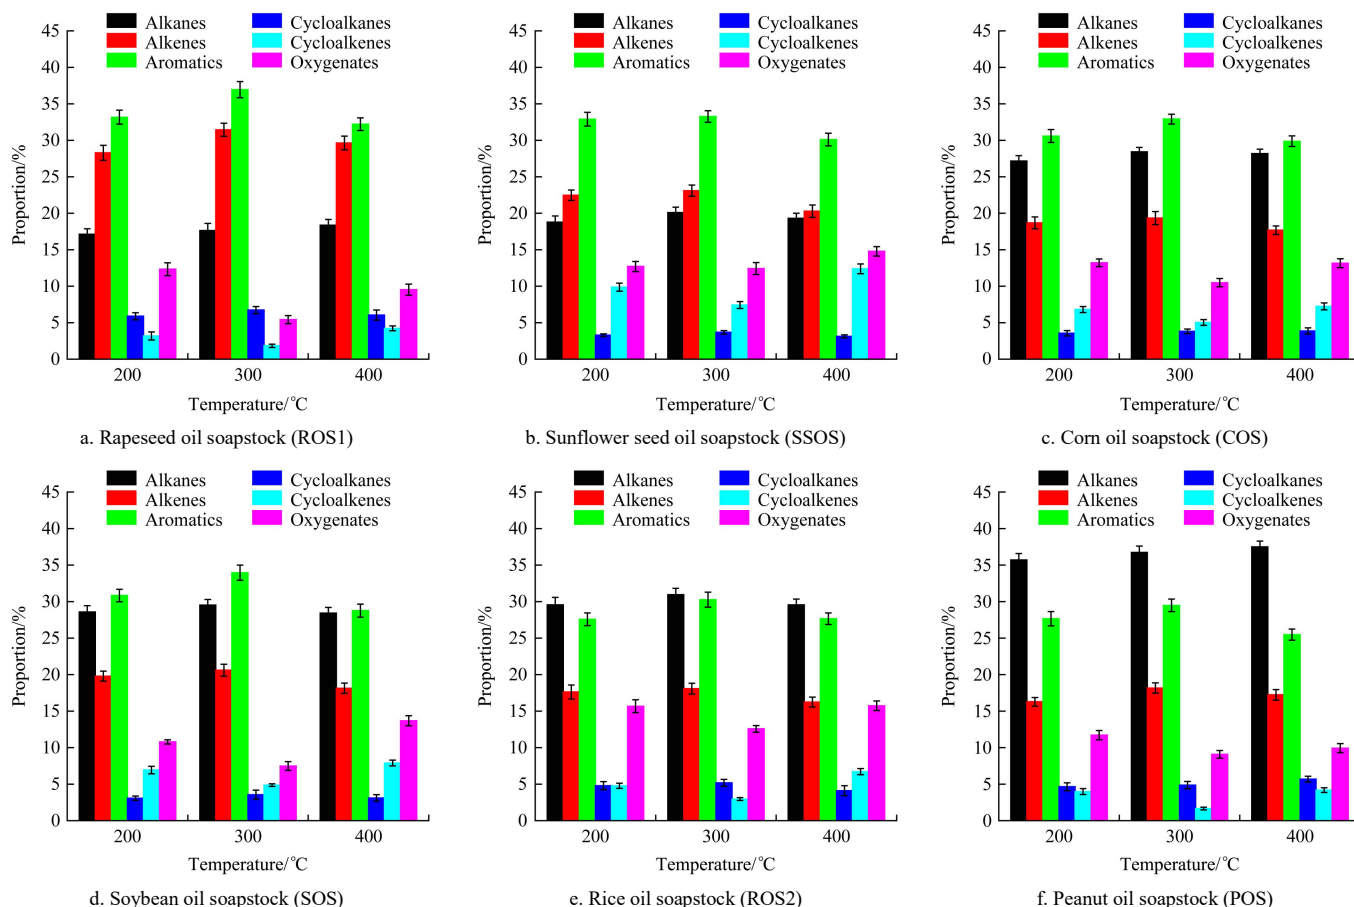 Alkanes Cycloalkanes
Alkenes Cycloalkenes
Aromatics Oxygenates
45
40
35
30
25
20
15
10
5
0
Proportion/%
200 300 400
Temperature/℃
a. Rapeseed oil soapstock (ROS1)
Alkanes Cycloalkanes
Alkenes Cycloalkenes
Aromatics Oxygenates
45
40
35
30
25
20
15
10
5
0
Proportion/%
200 300 400
Temperature/℃
b. Sunflower seed oil soapstock (SSOS)
Alkanes Cycloalkanes
Alkenes Cycloalkenes
Aromatics Oxygenates
45
40
35
30
25
20
15
10
5
0
Proportion/%
200 300 400
Temperature/℃
c. Corn oil soapstock (COS)
Alkanes Cycloalkanes
Alkenes Cycloalkenes
Aromatics Oxygenates
45
40
35
30
25
20
15
10
5
0
Proportion/%
200 300 400
Temperature/℃
d. Soybean oil soapstock (SOS)
Alkanes Cycloalkanes
Alkenes Cycloalkenes
Aromatics Oxygenates
45
40
35
30
25
20
15
10
5
0
Proportion/%
200 300 400
Temperature/℃
e. Rice oil soapstock (ROS2)
Alkanes Cycloalkanes
Alkenes Cycloalkenes
Aromatics Oxygenates
45
40
35
30
25
20
15
10
5
0
Proportion/%
200 300 400
Temperature/℃
f. Peanut oil soapstock (POS)